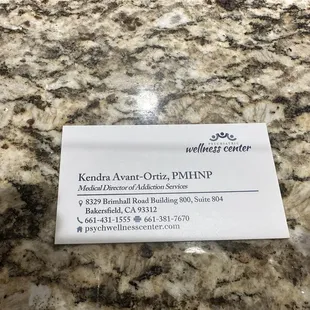 PSYCHIATRIC
wellness center
Kendra Avant-Ortiz, PMHNP
Medical Director of Addiction Services
8329 Brimhall Road Building 800, Suite 804
Bakersfield, CA 93312
661-431-1555 661-381-7670
psychwellnesscenter.com